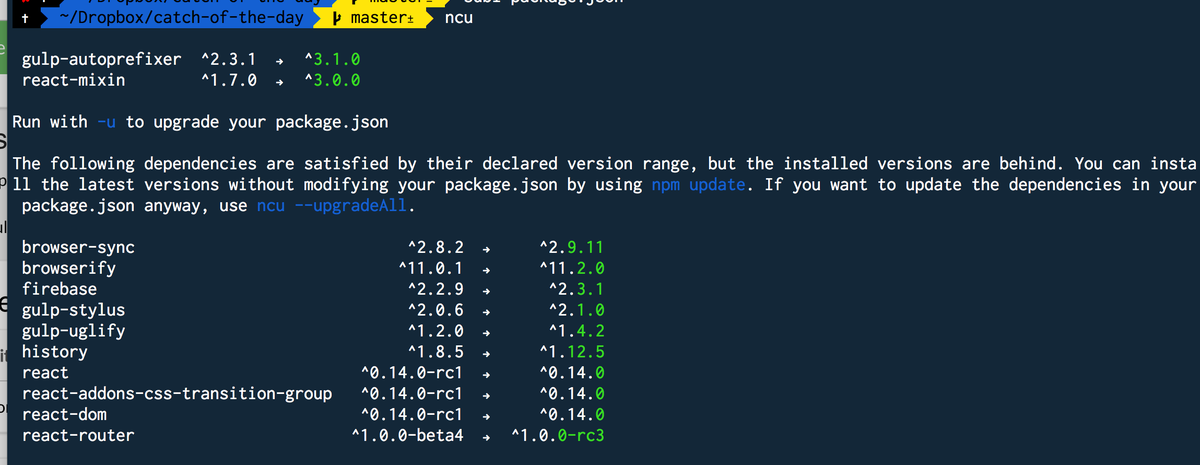 † ~/Dropbox/catch-of-the-day master± ncu
gulp-autoprefixer ^2.3.1 → ^3.1.0
react-mixin ^1.7.0 → ^3.0.0
Run with -u to upgrade your package.json
The following dependencies are satisfied by their declared version range, but the installed versions are behind. You can insta
ll the latest versions without modifying your package.json by using npm update. If you want to update the dependencies in your
package.json anyway, use ncu --upgradeAll.
browser-sync ^2.8.2 → ^2.9.11
browserify ^11.0.1 → ^11.2.0
firebase ^2.2.9 → ^2.3.1
gulp-stylus ^2.0.6 → ^2.1.0
gulp-uglify ^1.2.0 → ^1.4.2
history ^1.8.5 → ^1.12.5
react ^0.14.0-rc1 → ^0.14.0
react-addons-css-transition-group ^0.14.0-rc1 → ^0.14.0
react-dom ^0.14.0-rc1 → ^0.14.0
react-router ^1.0.0-beta4 → ^1.0.0-rc3